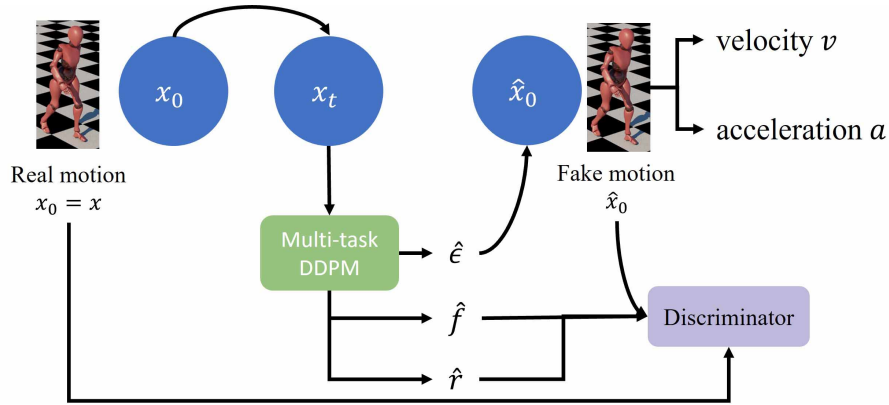 x₀
xₜ
x̂₀
velocity v
acceleration a
Real motion
x₀ = x
Fake motion
x̂₀
Multi-task
DDPM
ϵ̂
f̂
r̂
Discriminator